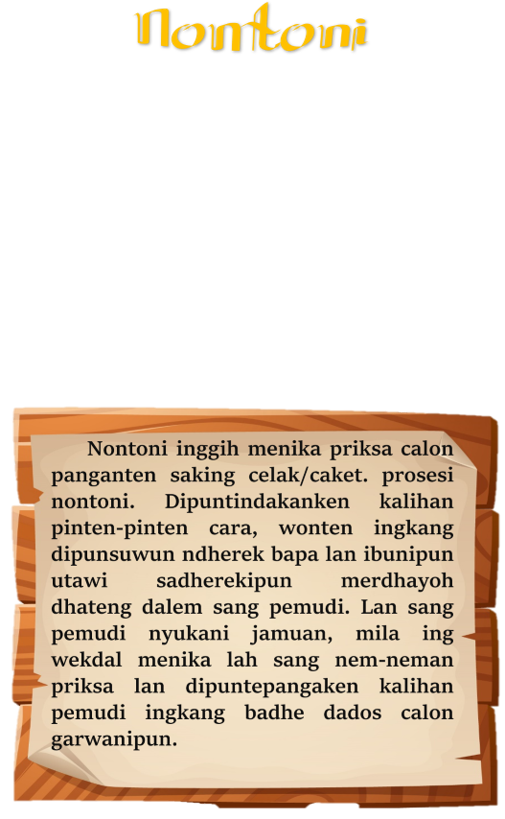 Nontoni
Nontoni inggih menika priksa calon
panganten saking celak/caket. prosesi
nontoni. Dipuntindakanken kalihan
pinten-pinten cara, wonten ingkang
dipunsuwun ndherek bapa lan ibunipun
utawi sadherekipun merdhayoh
dhateng dalem sang pemudi. Lan sang
pemudi nyukani jamuan, mila ing
wekdal menika lah sang nem-neman
priksa lan dipuntepangaken kalihan
pemudi ingkang badhe dados calon
garwanipun.